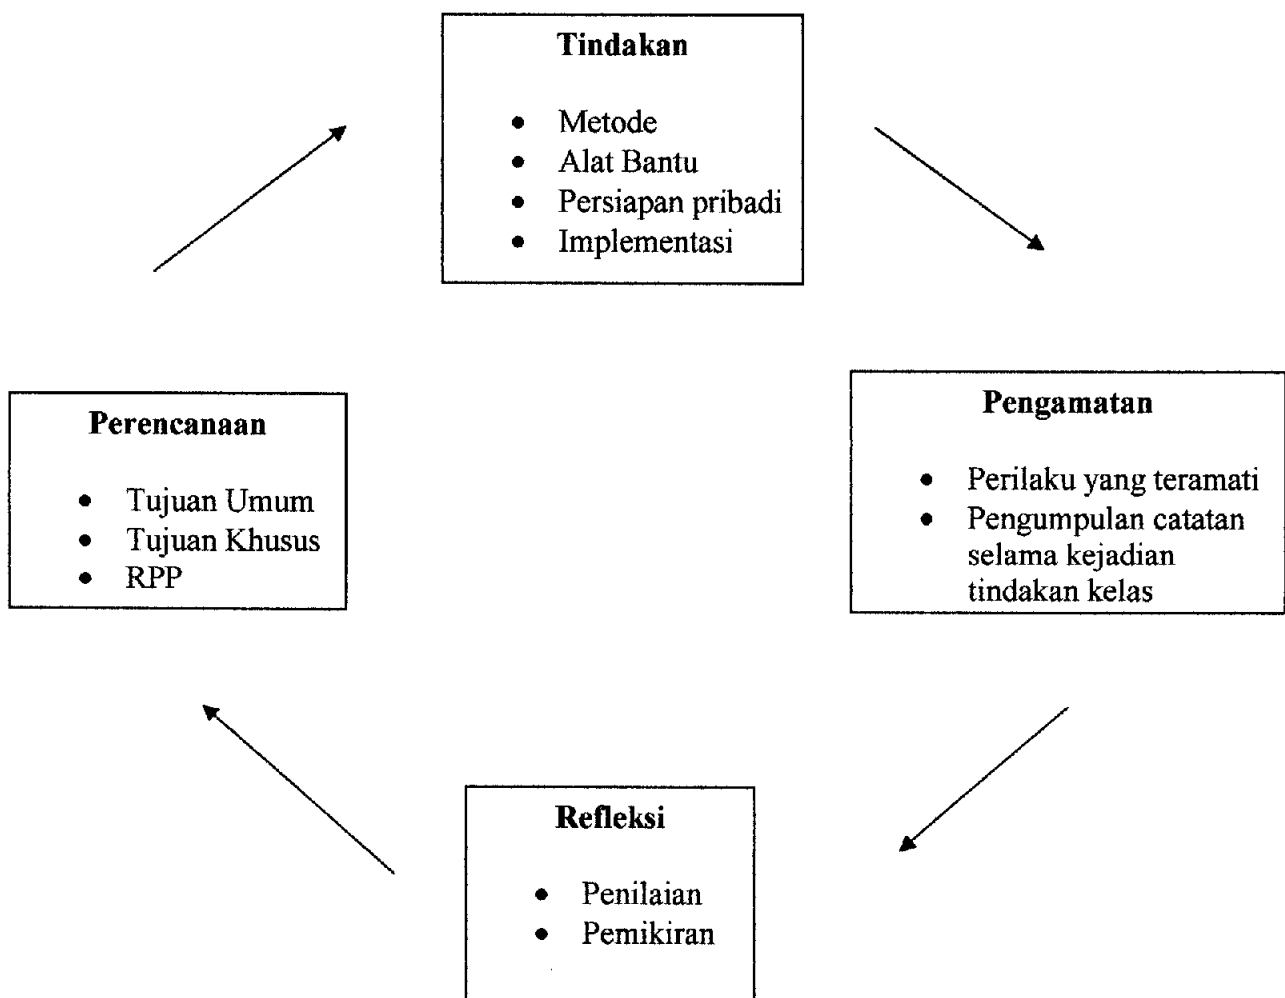 Tindakan
• Metode
• Alat Bantu
• Persiapan pribadi
• Implementasi
Perencanaan
• Tujuan Umum
• Tujuan Khusus
• RPP
Pengamatan
• Perilaku yang teramati
• Pengumpulan catatan
selama kejadian
tindakan kelas
Refleksi
• Penilaian
• Pemikiran